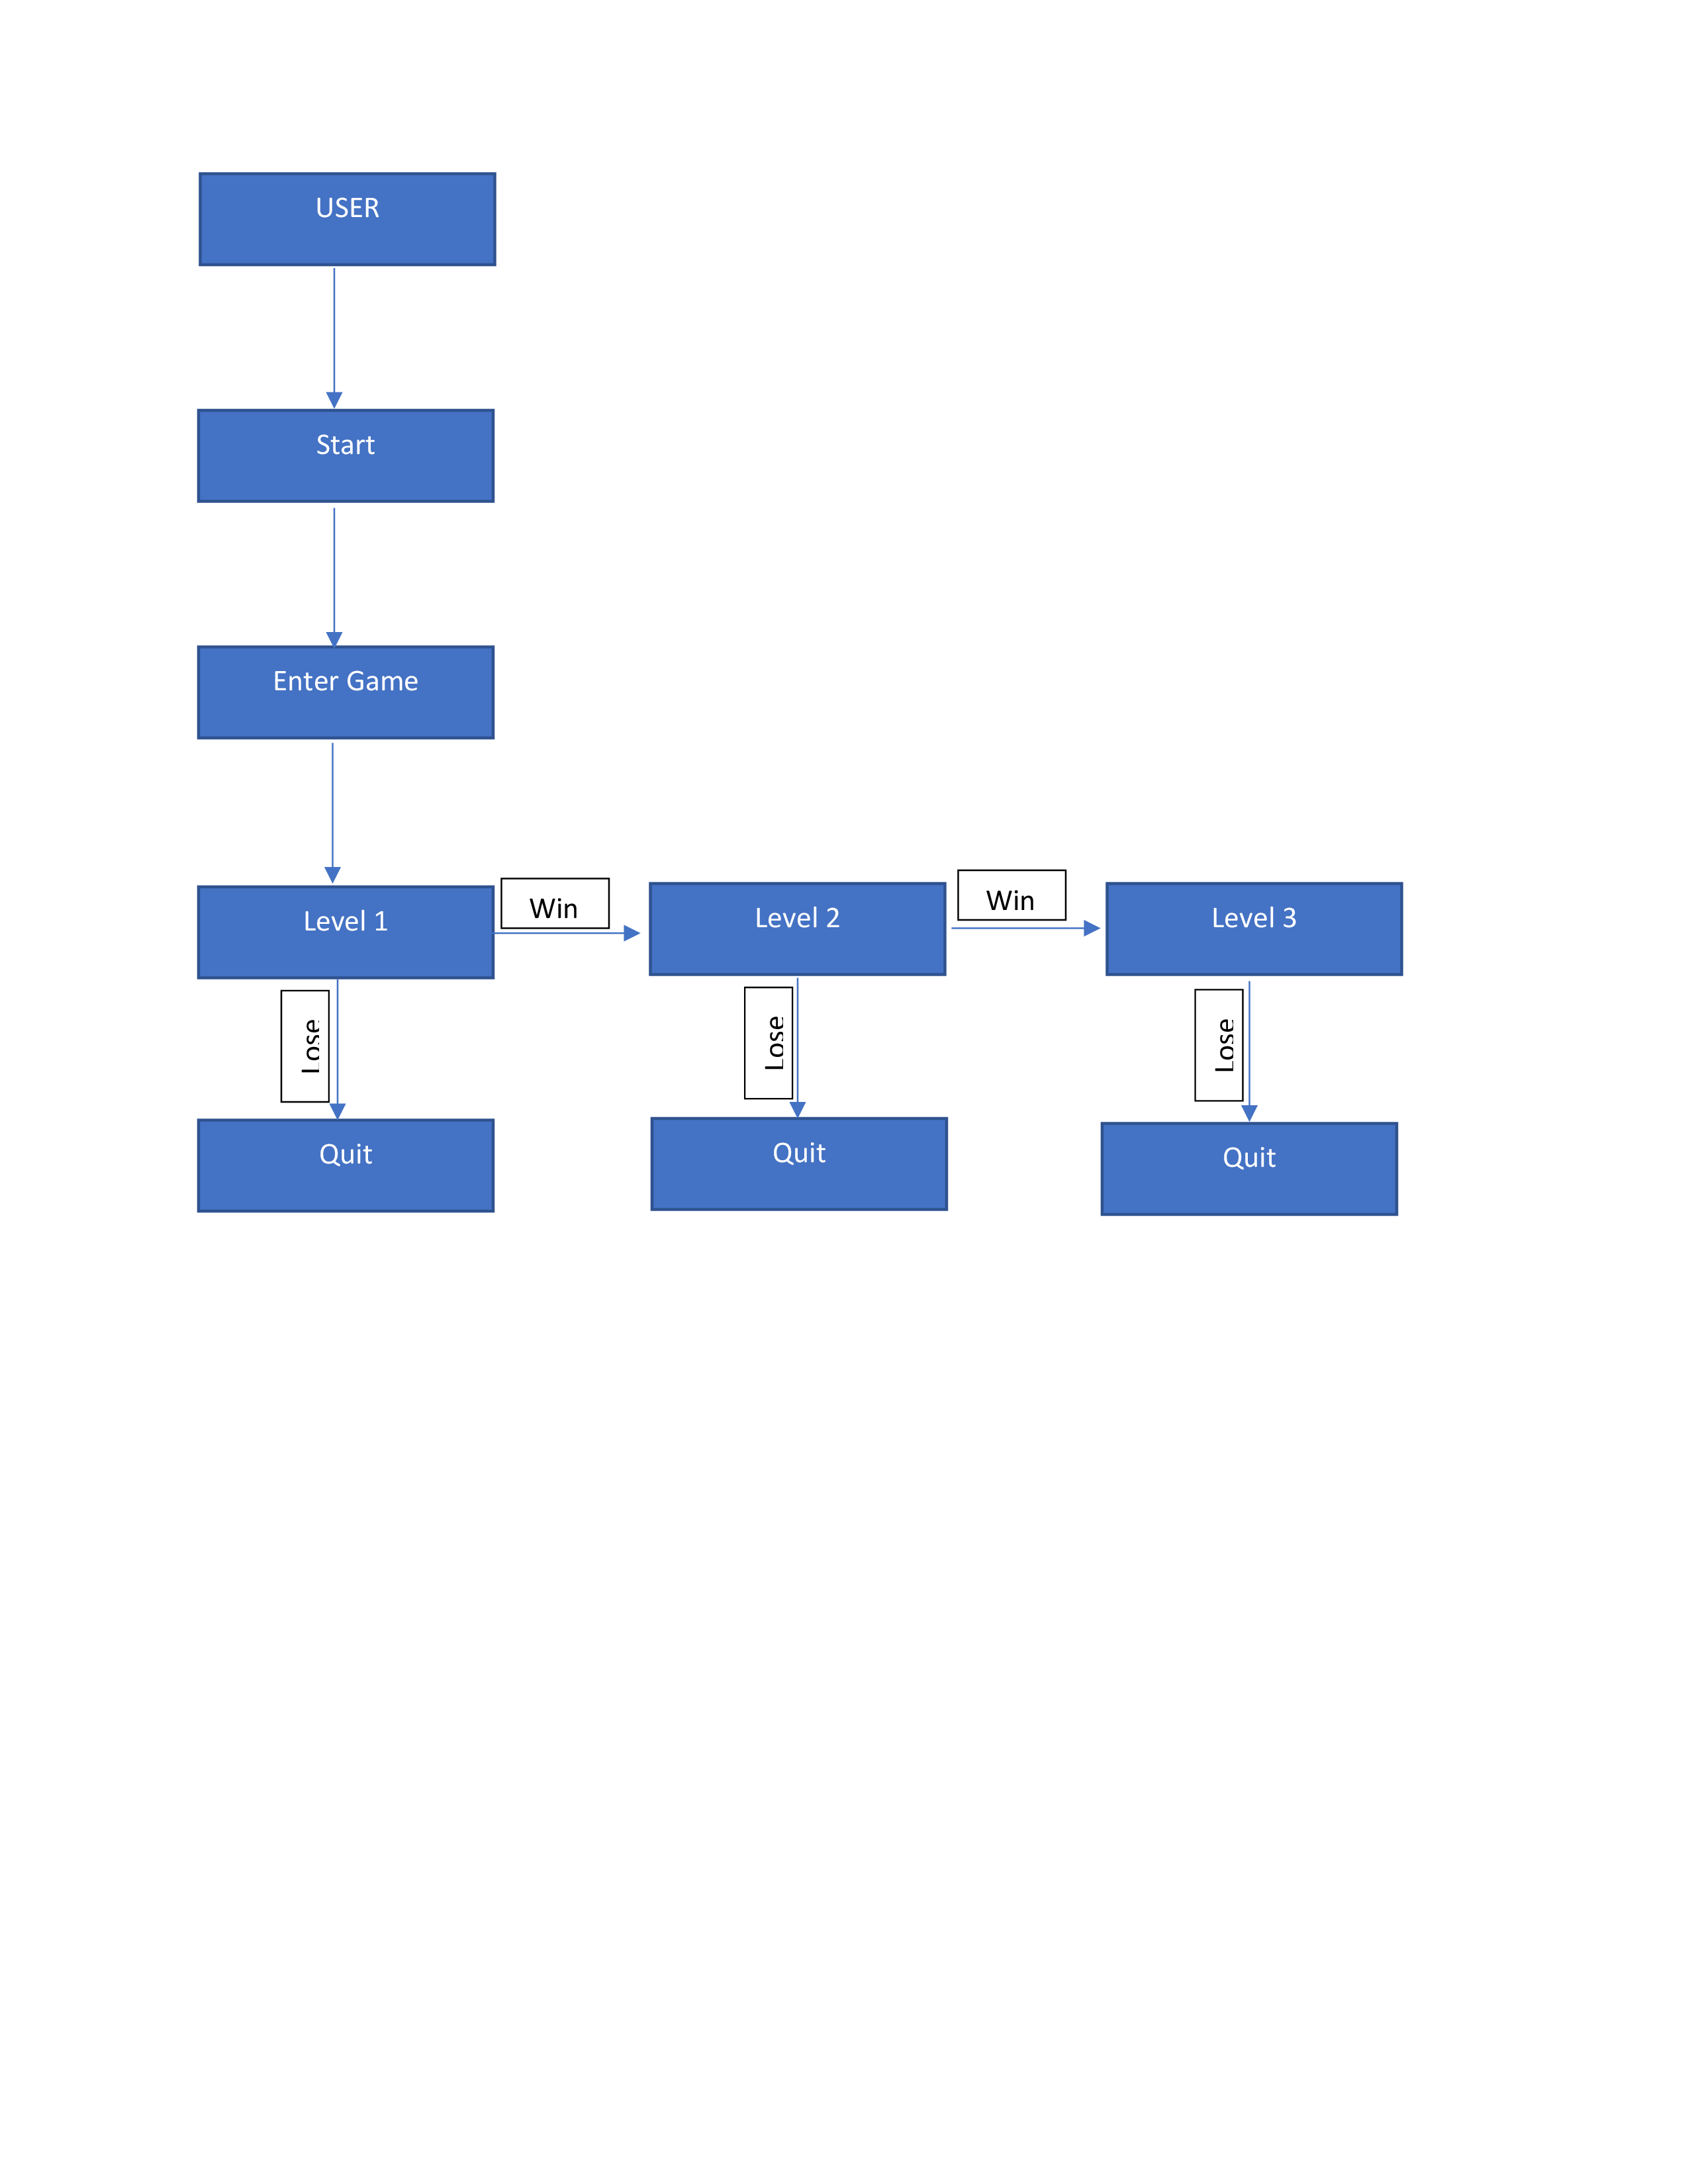 USER
Start
Enter Game
Level 1
Win
Level 2
Win
Level 3
Lose
Lose
Lose
Quit
Quit
Quit